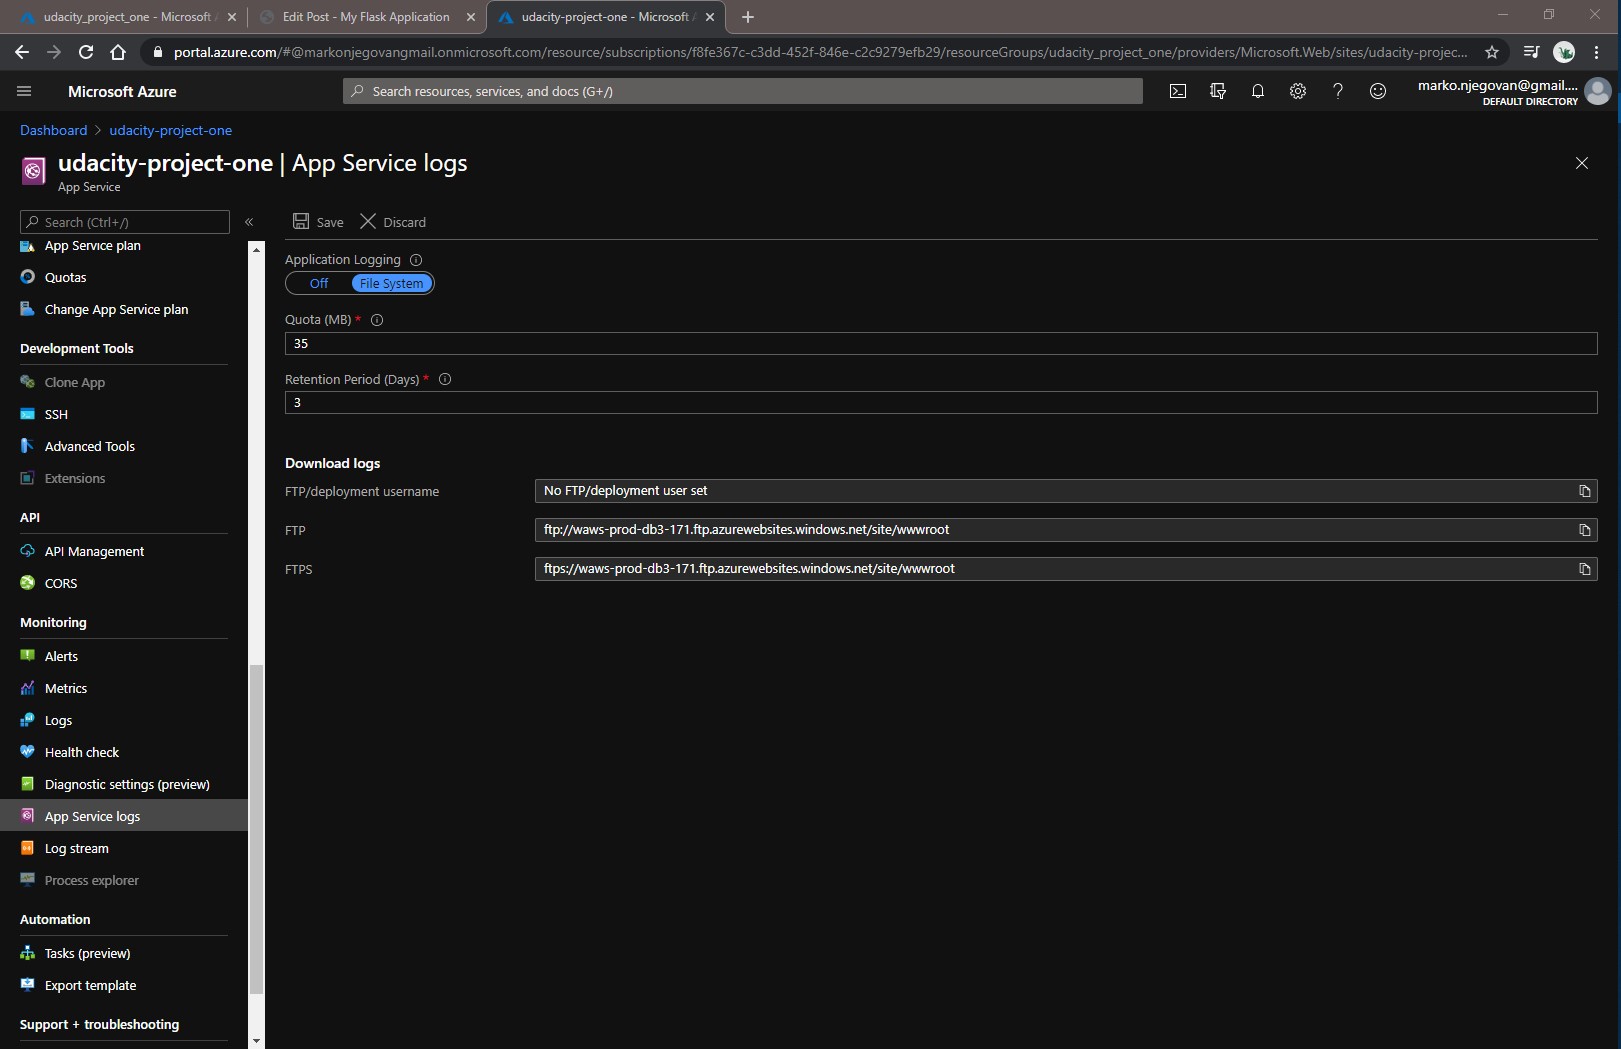 udacity_project_one - Microsoft
Edit Post - My Flask Application
udacity-project-one - Microsoft
portal.azure.com/#@markonjegovangmail.onmicrosoft.com/resource/subscriptions/f8fe367c-c3dd-452f-846e-c2c9279efb29/resourceGroups/udacity_project_one/providers/Microsoft.Web/sites/udacity-projec...
Microsoft Azure
Search resources, services, and docs (G+/)
marko.njegovan@gmail....
DEFAULT DIRECTORY
Dashboard > udacity-project-one
udacity-project-one | App Service logs
App Service
Search (Ctrl+/)
«
Save
Discard
App Service plan
Quotas
Change App Service plan
Development Tools
Clone App
SSH
Advanced Tools
Extensions
API
API Management
CORS
Monitoring
Alerts
Metrics
Logs
Health check
Diagnostic settings (preview)
App Service logs
Log stream
Process explorer
Automation
Tasks (preview)
Export template
Support + troubleshooting
Application Logging
Off File System
Quota (MB) *
35
Retention Period (Days) *
3
Download logs
FTP/deployment username No FTP/deployment user set
FTP ftp://waws-prod-db3-171.ftp.azurewebsites.windows.net/site/wwwroot
FTPS ftps://waws-prod-db3-171.ftp.azurewebsites.windows.net/site/wwwroot